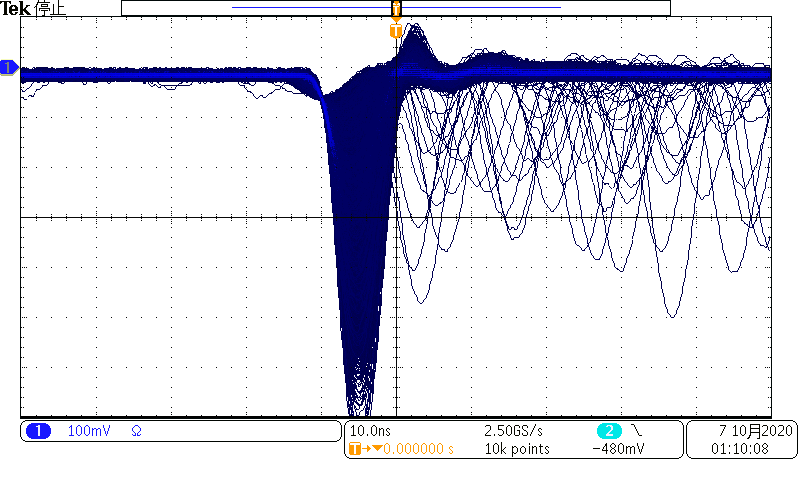 Tek 停止
T
T
1
1 100mV Ω
10.0ns 2.50GS/s 2
T→▼0.000000 s 10k points −480mV
7 10月2020
01:10:08